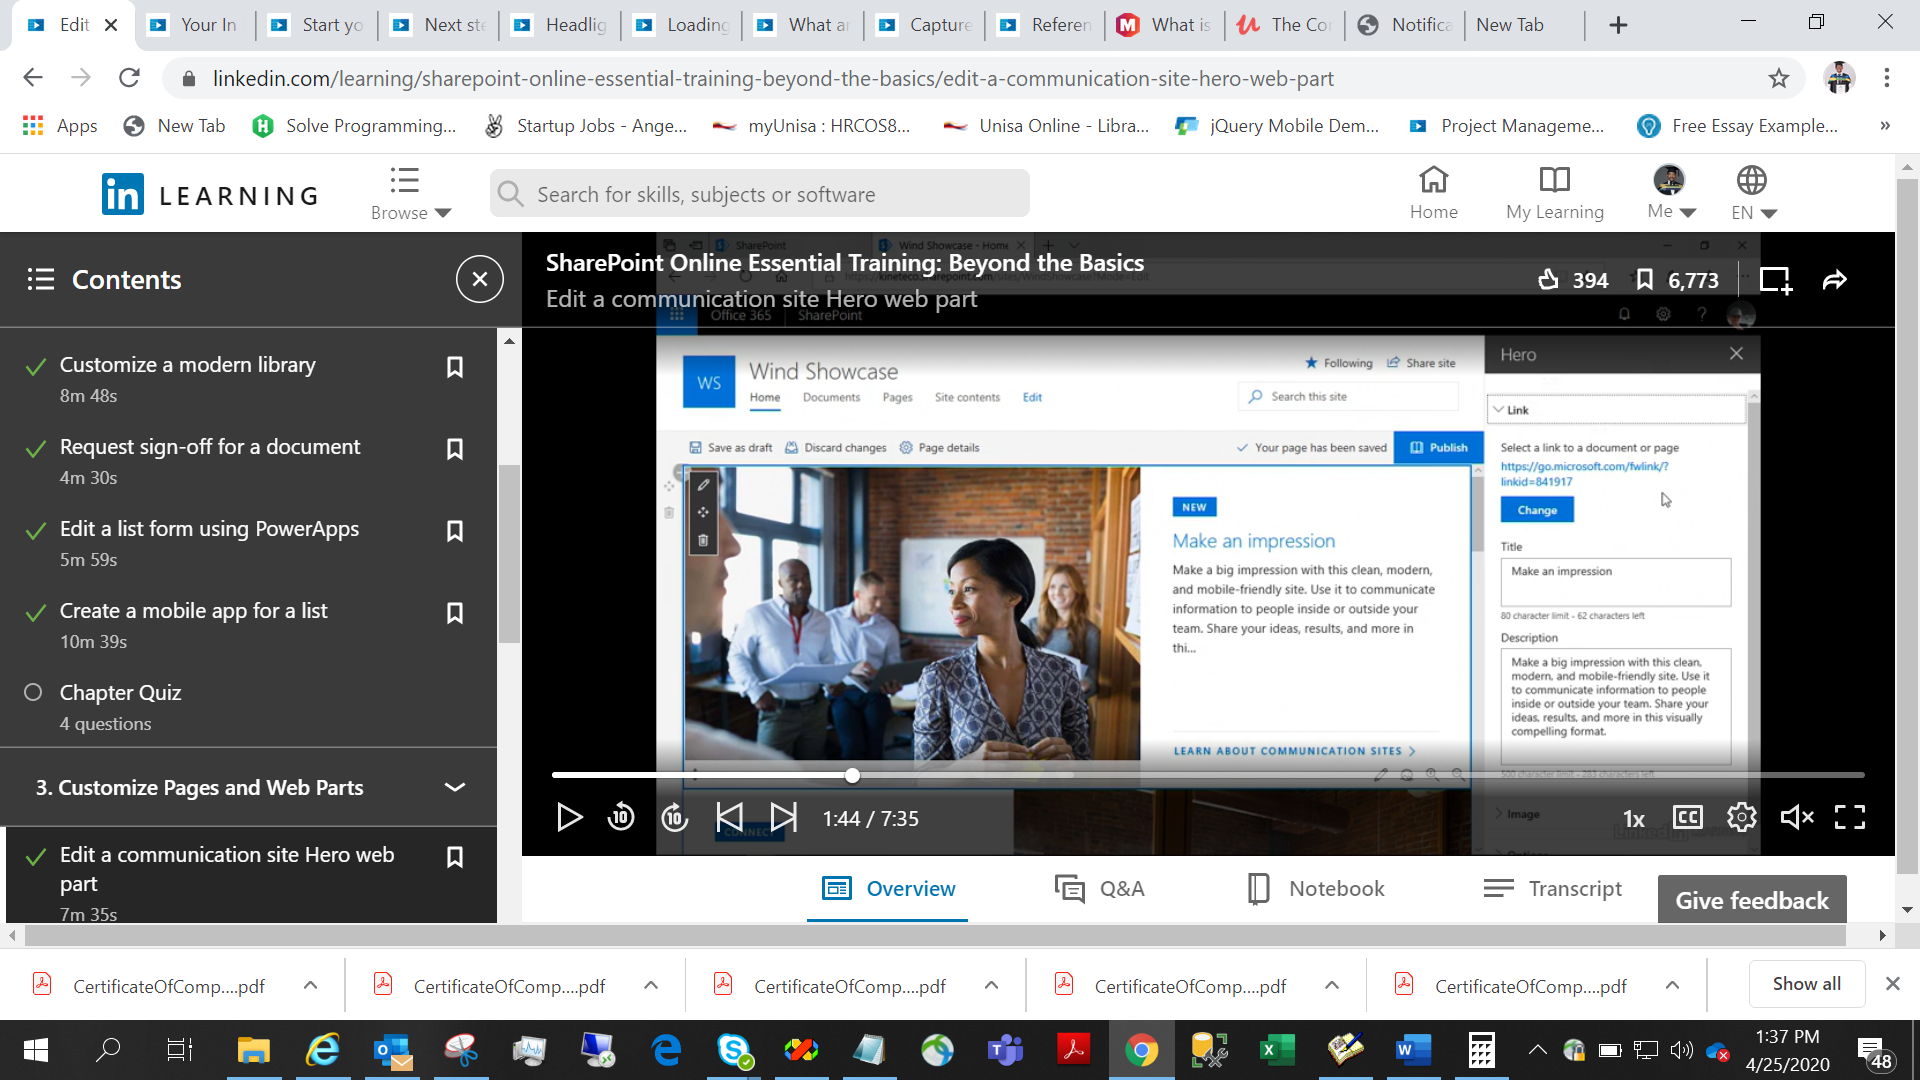 Edit
Your In
Start yo
Next ste
Headlig
Loading
What ar
Capture
Referen
What is
The Co
Notifica
New Tab
linkedin.com/learning/sharepoint-online-essential-training-beyond-the-basics/edit-a-communication-site-hero-web-part
Apps
New Tab
Solve Programming...
Startup Jobs - Ange...
myUnisa : HRCOS8...
Unisa Online - Libra...
jQuery Mobile Dem...
Project Manageme...
Free Essay Example...
»
in LEARNING
Browse
Search for skills, subjects or software
Home
My Learning
Me
EN
Contents
Customize a modern library
8m 48s
Request sign-off for a document
4m 30s
Edit a list form using PowerApps
5m 59s
Create a mobile app for a list
10m 39s
Chapter Quiz
4 questions
3. Customize Pages and Web Parts
Edit a communication site Hero web
part
7m 35s
SharePoint
Wind Showcase - Home
SharePoint Online Essential Training: Beyond the Basics
Edit a communication site Hero web part
394
6,773
Office 365
SharePoint
WS
Wind Showcase
Following
Share site
Home
Documents
Pages
Site contents
Edit
Search this site
Save as draft
Discard changes
Page details
Your page has been saved
Publish
NEW
Make an impression
Make a big impression with this clean, modern,
and mobile-friendly site. Use it to communicate
information to people inside or outside your
team. Share your ideas, results, and more in
thi...
LEARN ABOUT COMMUNICATION SITES
CONNECT
Hero
Link
Select a link to a document or page
https://go.microsoft.com/fwlink/?
linkid=841917
Change
Title
Make an impression
80 character limit - 62 characters left
Description
Make a big impression with this clean,
modern, and mobile-friendly site. Use it
to communicate information to people
inside or outside your team. Share your
ideas, results, and more in this visually
compelling format.
500 character limit - 283 characters left
Image
10
10
1:44 / 7:35
1x
CC
Overview
Q&A
Notebook
Transcript
Give feedback
CertificateOfComp....pdf
CertificateOfComp....pdf
CertificateOfComp....pdf
CertificateOfComp....pdf
CertificateOfComp....pdf
Show all
1:37 PM
4/25/2020
48